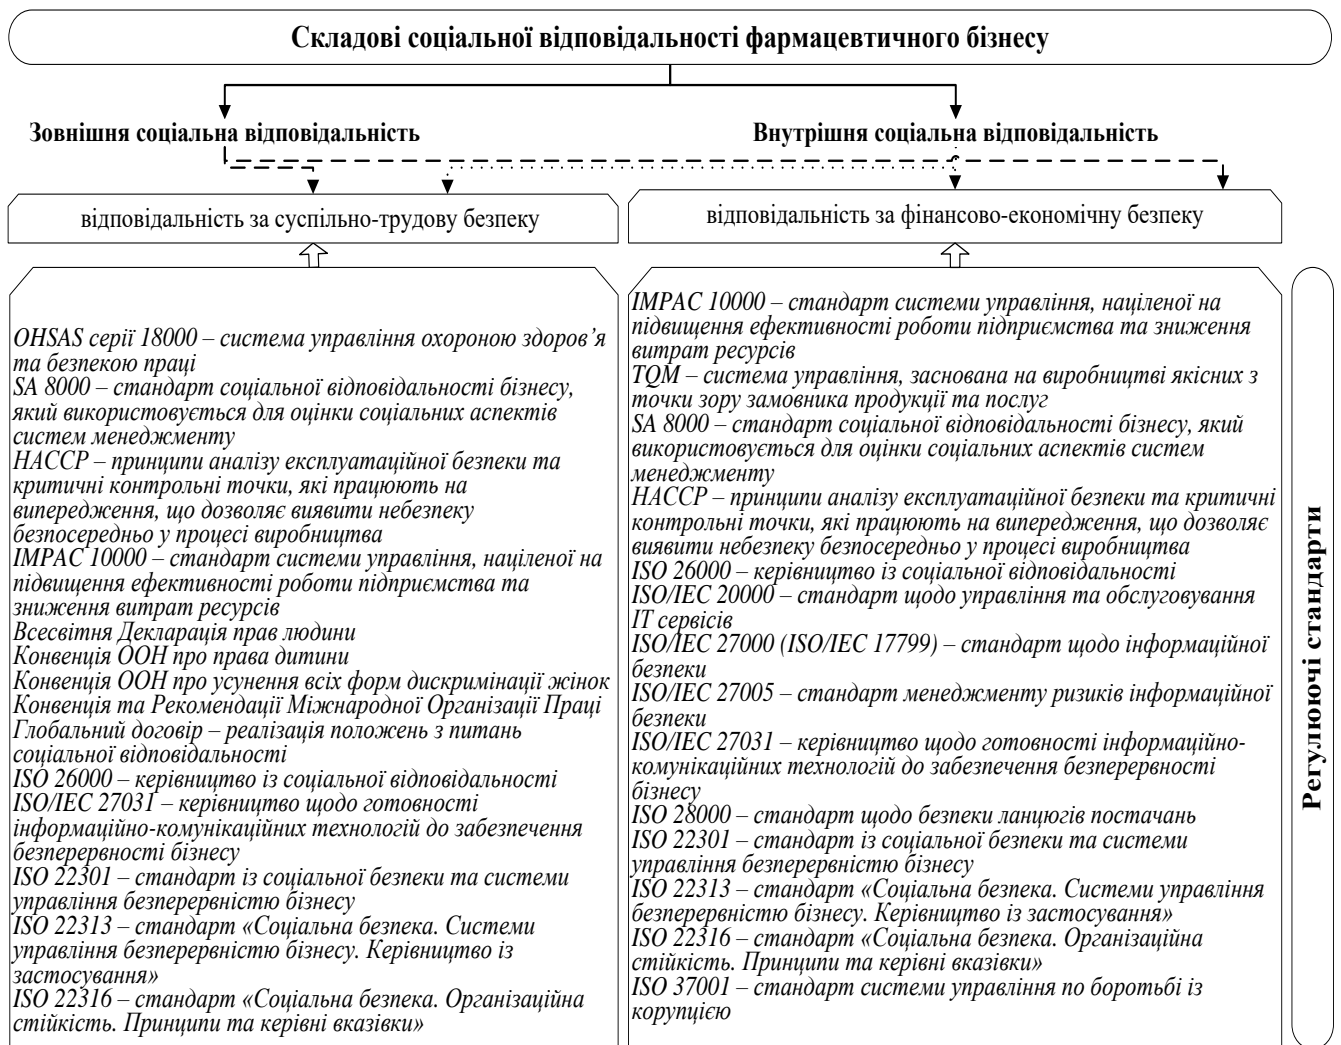 Складові соціальної відповідальності фармацевтичного бізнесу
Зовнішня соціальна відповідальність
Внутрішня соціальна відповідальність
відповідальність за суспільно-трудову безпеку
відповідальність за фінансово-економічну безпеку
OHSAS серії 18000 – система управління охороною здоров’я
та безпекою праці
SA 8000 – стандарт соціальної відповідальності бізнесу,
який використовується для оцінки соціальних аспектів
систем менеджменту
HACCP – принципи аналізу експлуатаційної безпеки та
критичні контрольні точки, які працюють на
випередження, що дозволяє виявити небезпеку
безпосередньо у процесі виробництва
IMPAC 10000 – стандарт системи управління, націленої на
підвищення ефективності роботи підприємства та
зниження витрат ресурсів
Всесвітня Декларація прав людини
Конвенція ООН про права дитини
Конвенція ООН про усунення всіх форм дискримінації жінок
Конвенція та Рекомендації Міжнародної Організації Праці
Глобальний договір – реалізація положень з питань
соціальної відповідальності
ISO 26000 – керівництво із соціальної відповідальності
ISO/IEC 27031 – керівництво щодо готовності
інформаційно-комунікаційних технологій до забезпечення
безперервності бізнесу
ISO 22301 – стандарт із соціальної безпеки та системи
управління безперервністю бізнесу
ISO 22313 – стандарт «Соціальна безпека. Системи
управління безперервністю бізнесу. Керівництво із
застосування»
ISO 22316 – стандарт «Соціальна безпека. Організаційна
стійкість. Принципи та керівні вказівки»
IMPAC 10000 – стандарт системи управління, націленої на
підвищення ефективності роботи підприємства та зниження
витрат ресурсів
TQM – система управління, заснована на виробництві якісних з
точки зору замовника продукції та послуг
SA 8000 – стандарт соціальної відповідальності бізнесу, який
використовується для оцінки соціальних аспектів систем
менеджменту
HACCP – принципи аналізу експлуатаційної безпеки та критичні
контрольні точки, які працюють на випередження, що дозволяє
виявити небезпеку безпосередньо у процесі виробництва
ISO 26000 – керівництво із соціальної відповідальності
ISO/IEC 20000 – стандарт щодо управління та обслуговування
IT сервісів
ISO/IEC 27000 (ISO/IEC 17799) – стандарт щодо інформаційної
безпеки
ISO/IEC 27005 – стандарт менеджменту ризиків інформаційної
безпеки
ISO/IEC 27031 – керівництво щодо готовності інформаційно-
комунікаційних технологій до забезпечення безперервності
бізнесу
ISO 28000 – стандарт щодо безпеки ланцюгів постачань
ISO 22301 – стандарт із соціальної безпеки та системи
управління безперервністю бізнесу
ISO 22313 – стандарт «Соціальна безпека. Системи управління
безперервністю бізнесу. Керівництво із застосування»
ISO 22316 – стандарт «Соціальна безпека. Організаційна
стійкість. Принципи та керівні вказівки»
ISO 37001 – стандарт системи управління по боротьбі із
корупцією
Регулюючі стандарти